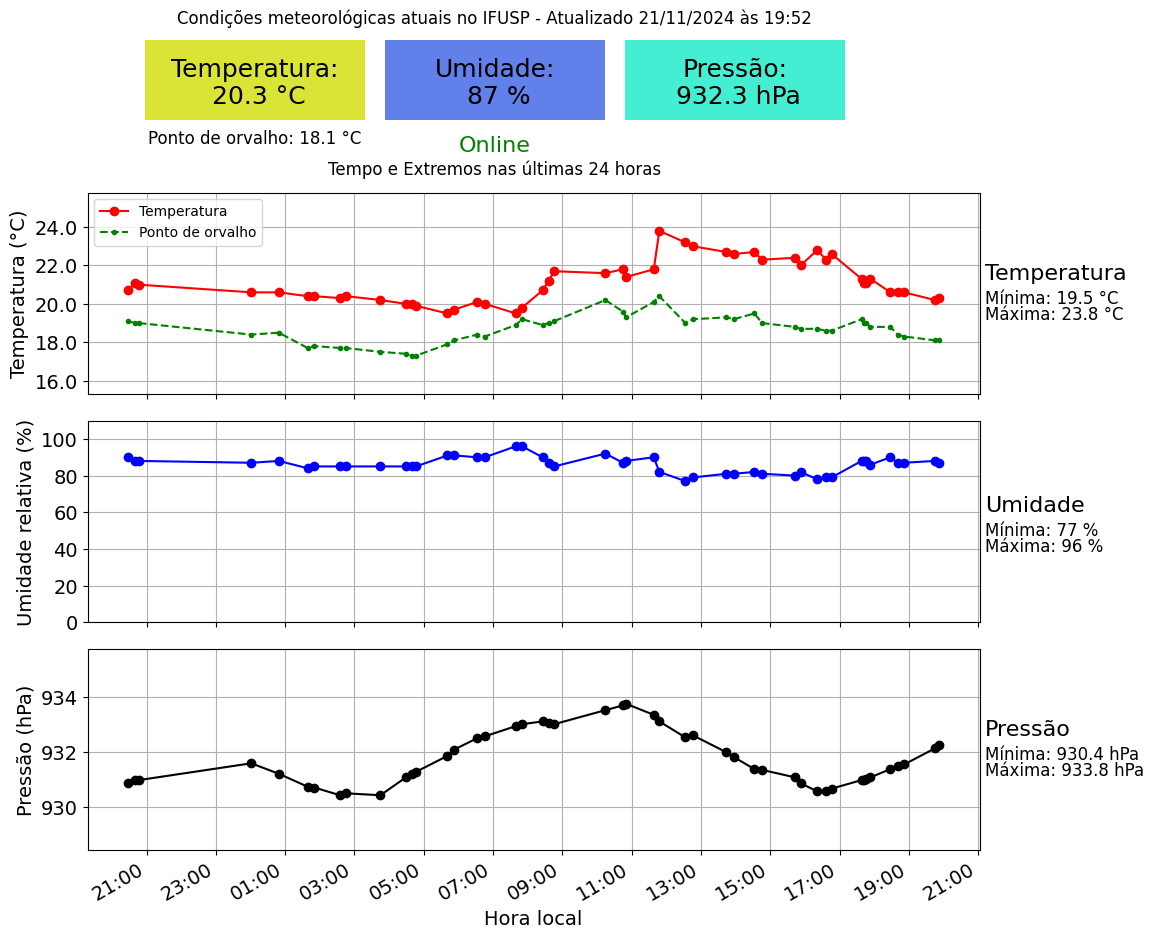 Condições meteorológicas atuais no IFUSP - Atualizado 21/11/2024 às 19:52
Temperatura:
20.3 °C
Umidade:
87 %
Pressão:
932.3 hPa
Ponto de orvalho: 18.1 °C
Online
Tempo e Extremos nas últimas 24 horas
Temperatura (°C)
24.0
22.0
20.0
18.0
16.0
Temperatura
Ponto de orvalho
Temperatura
Mínima: 19.5 °C
Máxima: 23.8 °C
Umidade relativa (%)
100
80
60
40
20
0
Umidade
Mínima: 77 %
Máxima: 96 %
Pressão (hPa)
934
932
930
Pressão
Mínima: 930.4 hPa
Máxima: 933.8 hPa
21:00 23:00 01:00 03:00 05:00 07:00 09:00 11:00 13:00 15:00 17:00 19:00 21:00
Hora local